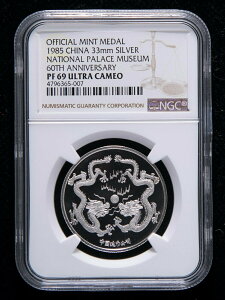 OFFICIAL MINT MEDAL
1985 CHINA 33mm SILVER
NATIONAL PALACE MUSEUM
60TH ANNIVERSARY
PF 69 ULTRA CAMEO
4796365-007
NUMISMATIC GUARANTY CORPORATION
NGC